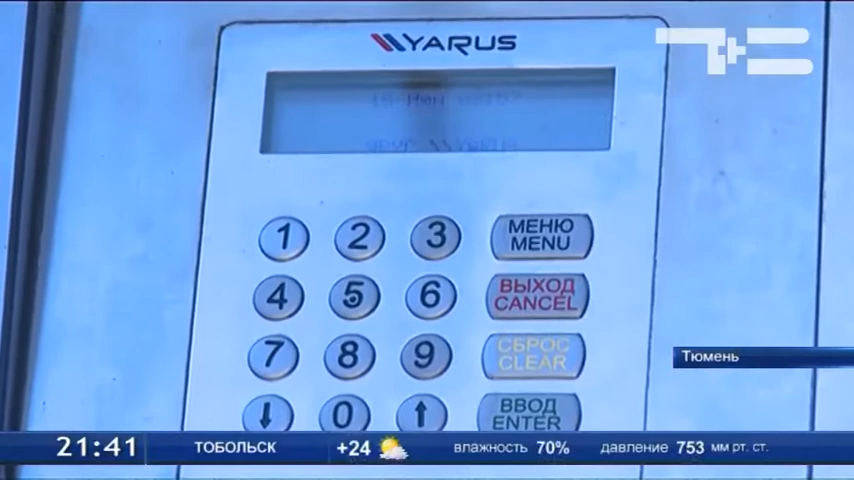 YARUS
1 2 3 МЕНЮ
MENU
4 5 6 ВЫХОД
CANCEL
7 8 9 СБРОС
CLEAR
0 ВВОД
ENTER
Тюмень
21:41 ТОБОЛЬСК +24 влажность 70% давление 753 мм рт. ст.